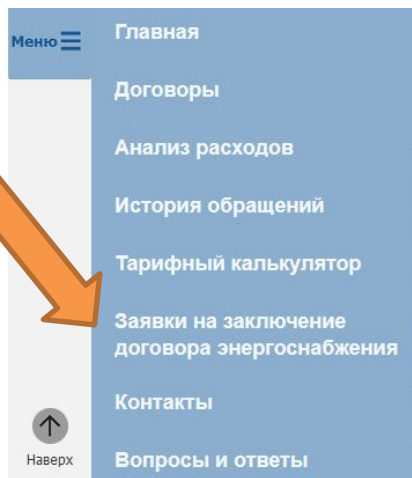 Меню
Главная
Договоры
Анализ расходов
История обращений
Тарифный калькулятор
Заявки на заключение
договора энергоснабжения
Контакты
Наверх
Вопросы и ответы